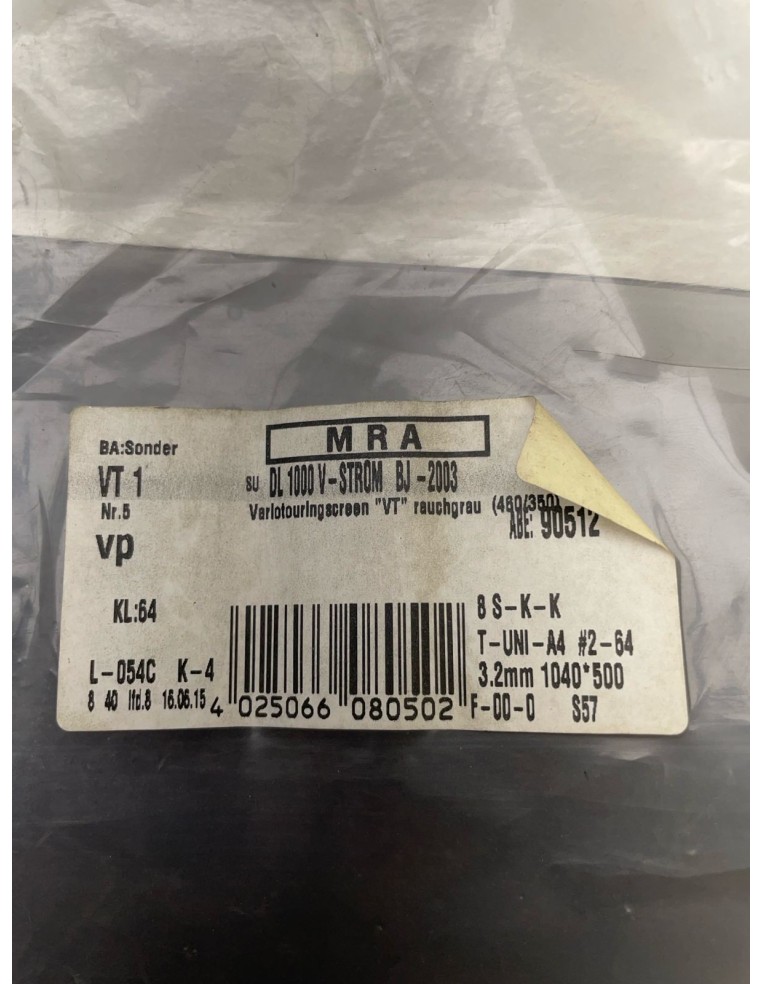 BA:Sonder
MRA
VT 1
SU DL 1000 V-STROM BJ -2003
Nr.5
Variotouringscreen "VT" rauchgrau (480/350)
ABE: 90512
vp
KL:64
8 S-K-K
T-UNI-A4 #2-64
L-054C K-4
3.2mm 1040*500
8 40 lfd.8 16.06.15
4 025066 080502
F-00-0 S57